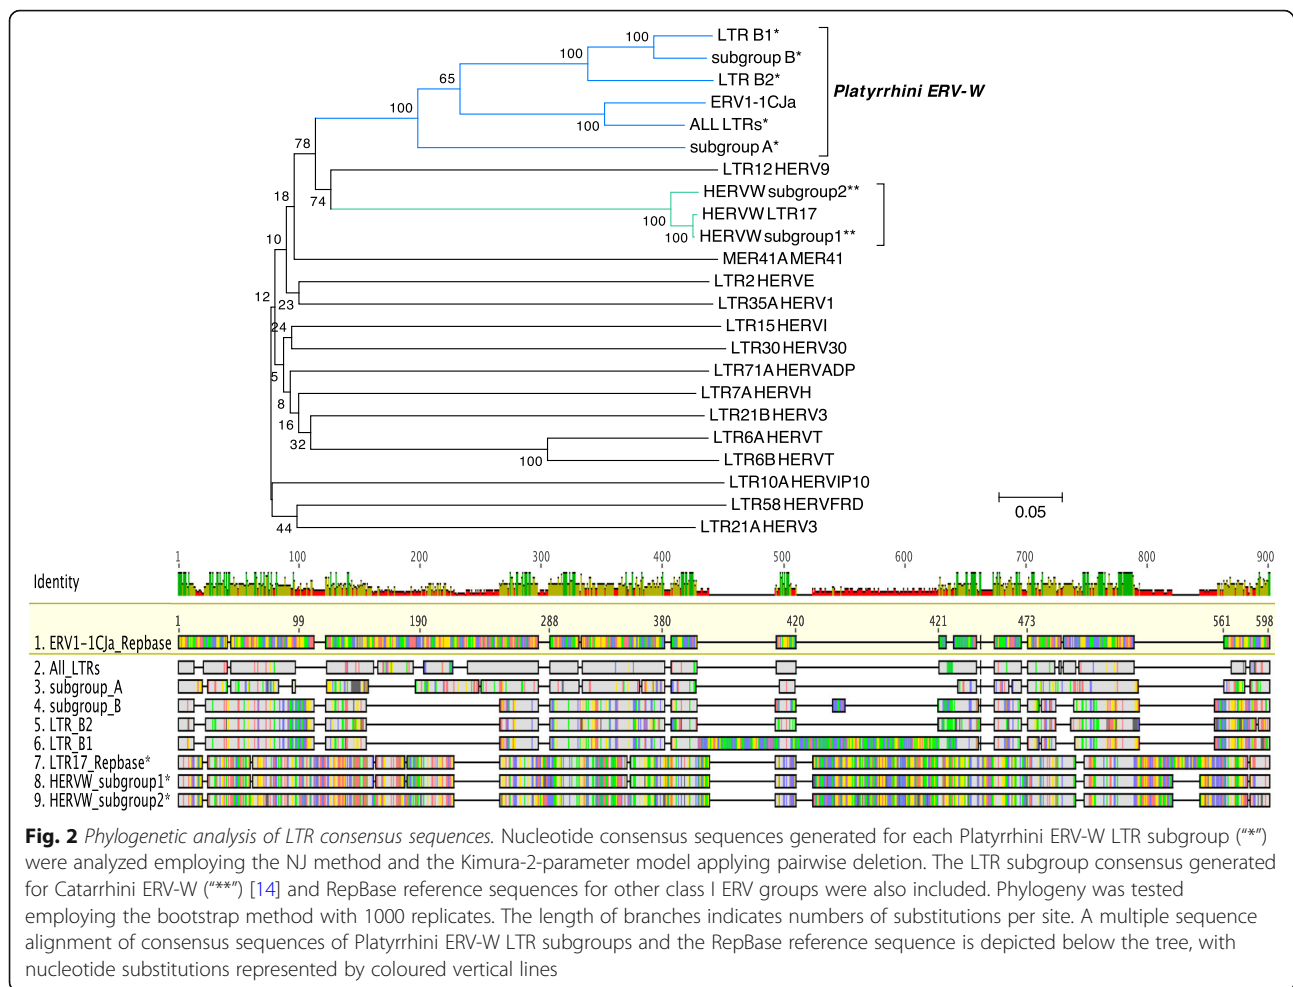 LTR B1*
100
subgroup B*
100
LTR B2*
65
Platyrrhini ERV-W
ERV1-1CJa
100
100
ALL LTRs*
subgroup A*
78
LTR12 HERV9
HERVW subgroup2**
18
74
HERVW LTR17
100
HERVW subgroup1**
100
10
MER41A MER41
LTR2 HERVE
12
23
LTR35A HERV1
24
LTR15 HERVI
LTR30 HERV30
5
LTR71A HERVADP
LTR7A HERVH
8
LTR21B HERV3
16
LTR6A HERVT
32
100
LTR6B HERVT
LTR10A HERVIP10
LTR58 HERVFRD
0.05
44
LTR21A HERV3
1 100 200 300 400 500 600 700 800 900
Identity
1 99 190 288 380 420 421 473 561 598
1. ERV1-1CJa_Repbase
2. All_LTRs
3. subgroup_A
4. subgroup_B
5. LTR_B2
6. LTR_B1
7. LTR17_Repbase*
8. HERVW_subgroup1*
9. HERVW_subgroup2*
Fig. 2 Phylogenetic analysis of LTR consensus sequences. Nucleotide consensus sequences generated for each Platyrrhini ERV-W LTR subgroup (“*”)
were analyzed employing the NJ method and the Kimura-2-parameter model applying pairwise deletion. The LTR subgroup consensus generated
for Catarrhini ERV-W (“**”) [14] and RepBase reference sequences for other class I ERV groups were also included. Phylogeny was tested
employing the bootstrap method with 1000 replicates. The length of branches indicates numbers of substitutions per site. A multiple sequence
alignment of consensus sequences of Platyrrhini ERV-W LTR subgroups and the RepBase reference sequence is depicted below the tree, with
nucleotide substitutions represented by coloured vertical lines